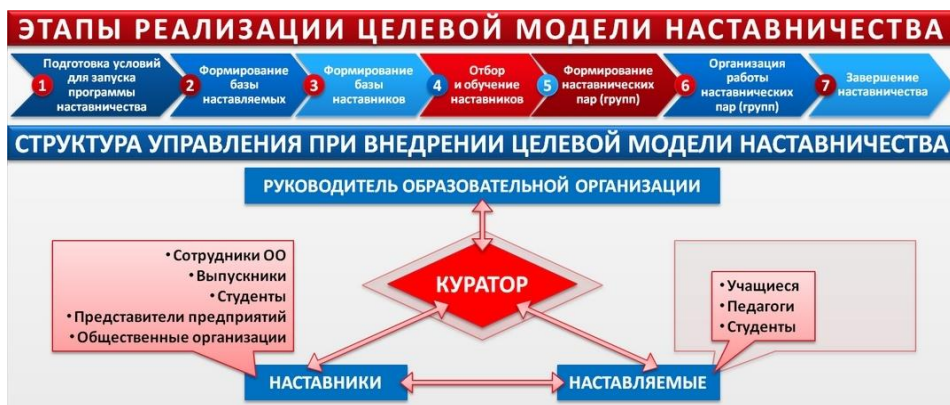 ЭТАПЫ РЕАЛИЗАЦИИ ЦЕЛЕВОЙ МОДЕЛИ НАСТАВНИЧЕСТВА
1
Подготовка условий
для запуска
программы
наставничества
2
Формирование
базы
наставляемых
3
Формирование
базы
наставников
4
Отбор
и обучение
наставников
5
Формирование
наставнических
пар (групп)
6
Организация
работы
наставнических
пар (групп)
7
Завершение
наставничества
СТРУКТУРА УПРАВЛЕНИЯ ПРИ ВНЕДРЕНИИ ЦЕЛЕВОЙ МОДЕЛИ НАСТАВНИЧЕСТВА
РУКОВОДИТЕЛЬ ОБРАЗОВАТЕЛЬНОЙ ОРГАНИЗАЦИИ
КУРАТОР
• Сотрудники ОО
• Выпускники
• Студенты
• Представители предприятий
• Общественные организации
• Учащиеся
• Педагоги
• Студенты
НАСТАВНИКИ
НАСТАВЛЯЕМЫЕ